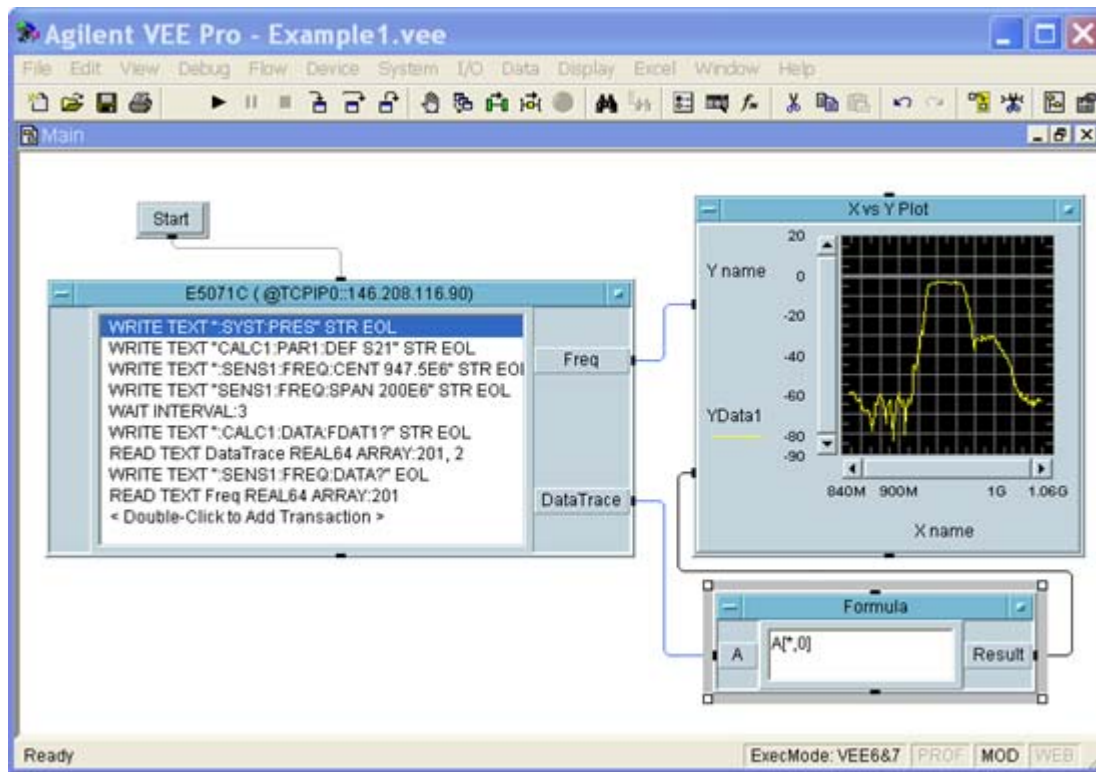 Agilent VEE Pro - Example1.vee
File Edit View Debug Flow Device System I/O Data Display Excel Window Help
Main
Start
E5071C ( @TCPIP0::146.208.116.90)
WRITE TEXT ":SYST:PRES" STR EOL
WRITE TEXT "CALC1:PAR1:DEF S21" STR EOL
WRITE TEXT ":SENS1:FREQ:CENT 947.5E6" STR EOI
WRITE TEXT "SENS1:FREQ:SPAN 200E6" STR EOL
WAIT INTERVAL:3
WRITE TEXT ":CALC1:DATA:FDAT1?" STR EOL
READ TEXT DataTrace REAL64 ARRAY:201, 2
WRITE TEXT ":SENS1:FREQ:DATA?" EOL
READ TEXT Freq REAL64 ARRAY:201
< Double-Click to Add Transaction >
Freq
DataTrace
X vs Y Plot
Y name
YData1
20
0
-20
-40
-60
-80
-90
840M 900M 1G 1.06G
X name
Formula
A
A[*,0]
Result
Ready
ExecMode: VEE6&7 PROF MOD WEB